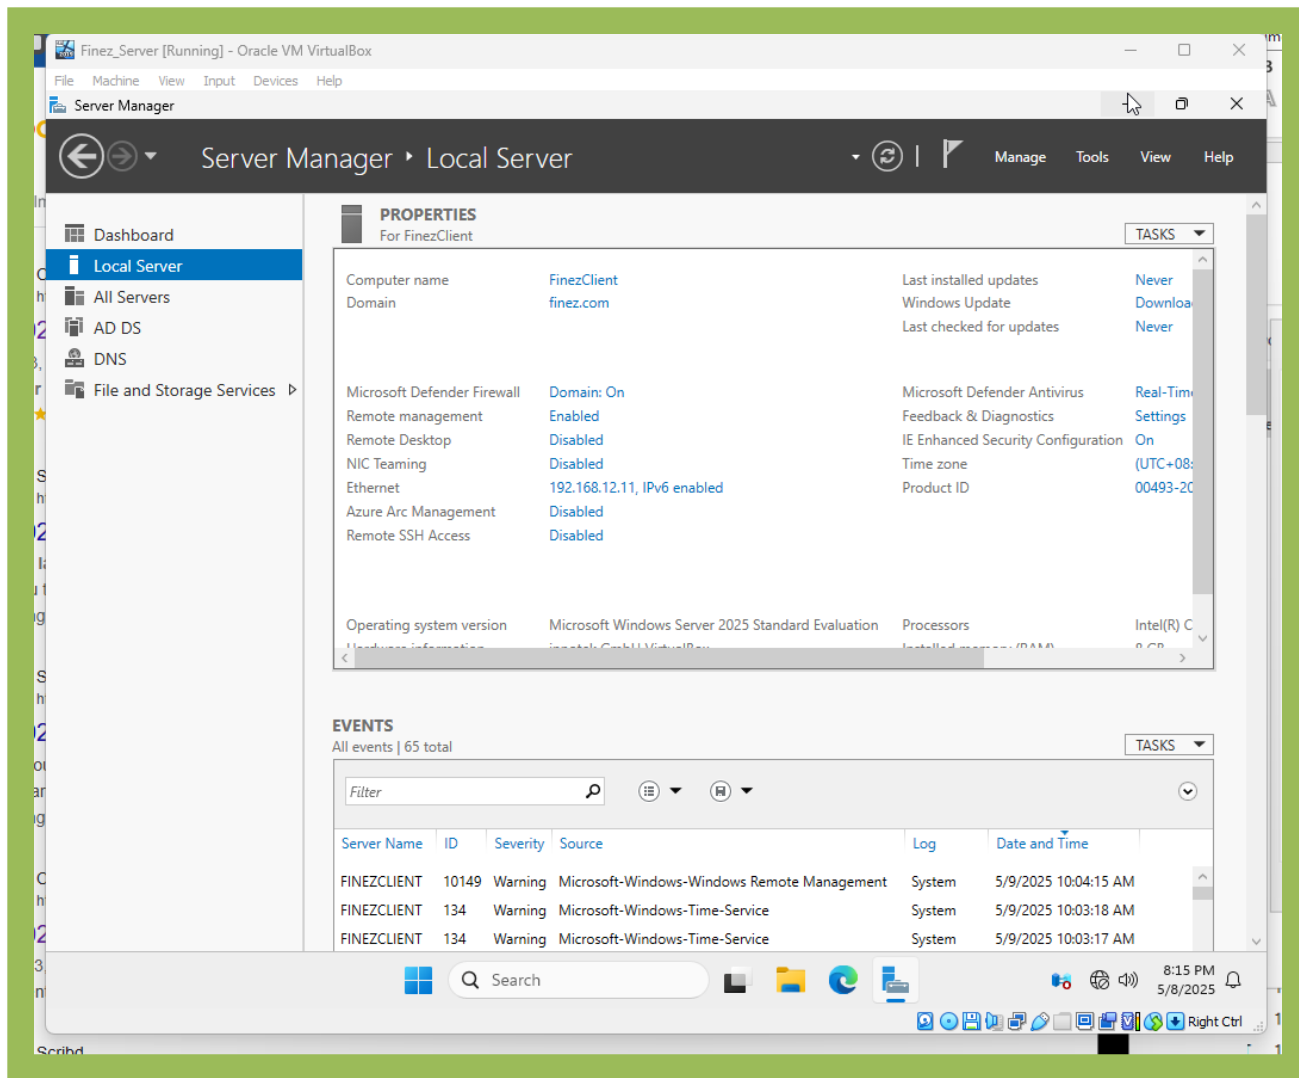 Finez_Server [Running] - Oracle VM VirtualBox
File Machine View Input Devices Help
Server Manager
Server Manager Local Server
Manage Tools View Help
Dashboard
Local Server
All Servers
AD DS
DNS
File and Storage Services
PROPERTIES
For FinezClient
TASKS
Computer name FinezClient Last installed updates Never
Domain finez.com Windows Update Downloa
Last checked for updates Never
Microsoft Defender Firewall Domain: On Microsoft Defender Antivirus Real-Tim
Remote management Enabled Feedback & Diagnostics Settings
Remote Desktop Disabled IE Enhanced Security Configuration On
NIC Teaming Disabled Time zone (UTC+08:
Ethernet 192.168.12.11, IPv6 enabled Product ID 00493-20
Azure Arc Management Disabled
Remote SSH Access Disabled
Operating system version Microsoft Windows Server 2025 Standard Evaluation Processors Intel(R) C
EVENTS
All events | 65 total
TASKS
Filter
Server Name ID Severity Source Log Date and Time
FINEZCLIENT 10149 Warning Microsoft-Windows-Windows Remote Management System 5/9/2025 10:04:15 AM
FINEZCLIENT 134 Warning Microsoft-Windows-Time-Service System 5/9/2025 10:03:18 AM
FINEZCLIENT 134 Warning Microsoft-Windows-Time-Service System 5/9/2025 10:03:17 AM
Search
8:15 PM
5/8/2025
Right Ctrl
Scribd